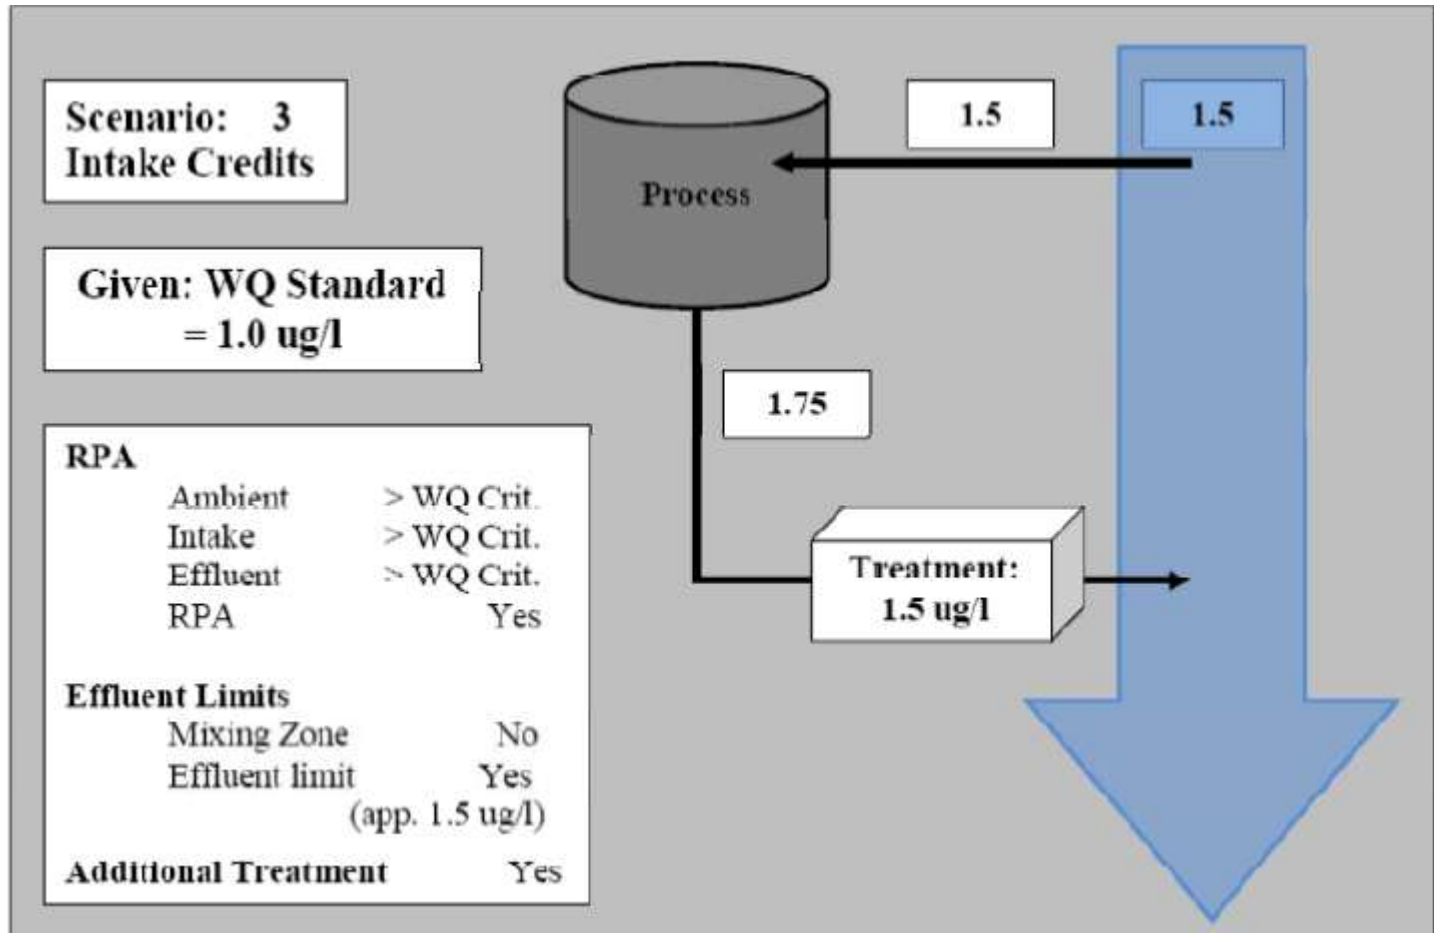 Scenario: 3
Intake Credits
Given: WQ Standard
= 1.0 ug/l
RPA
Ambient > WQ Crit.
Intake > WQ Crit.
Effluent > WQ Crit.
RPA Yes
Effluent Limits
Mixing Zone No
Effluent limit Yes
(app. 1.5 ug/l)
Additional Treatment Yes
Process
1.5
1.5
1.75
Treatment:
1.5 ug/l